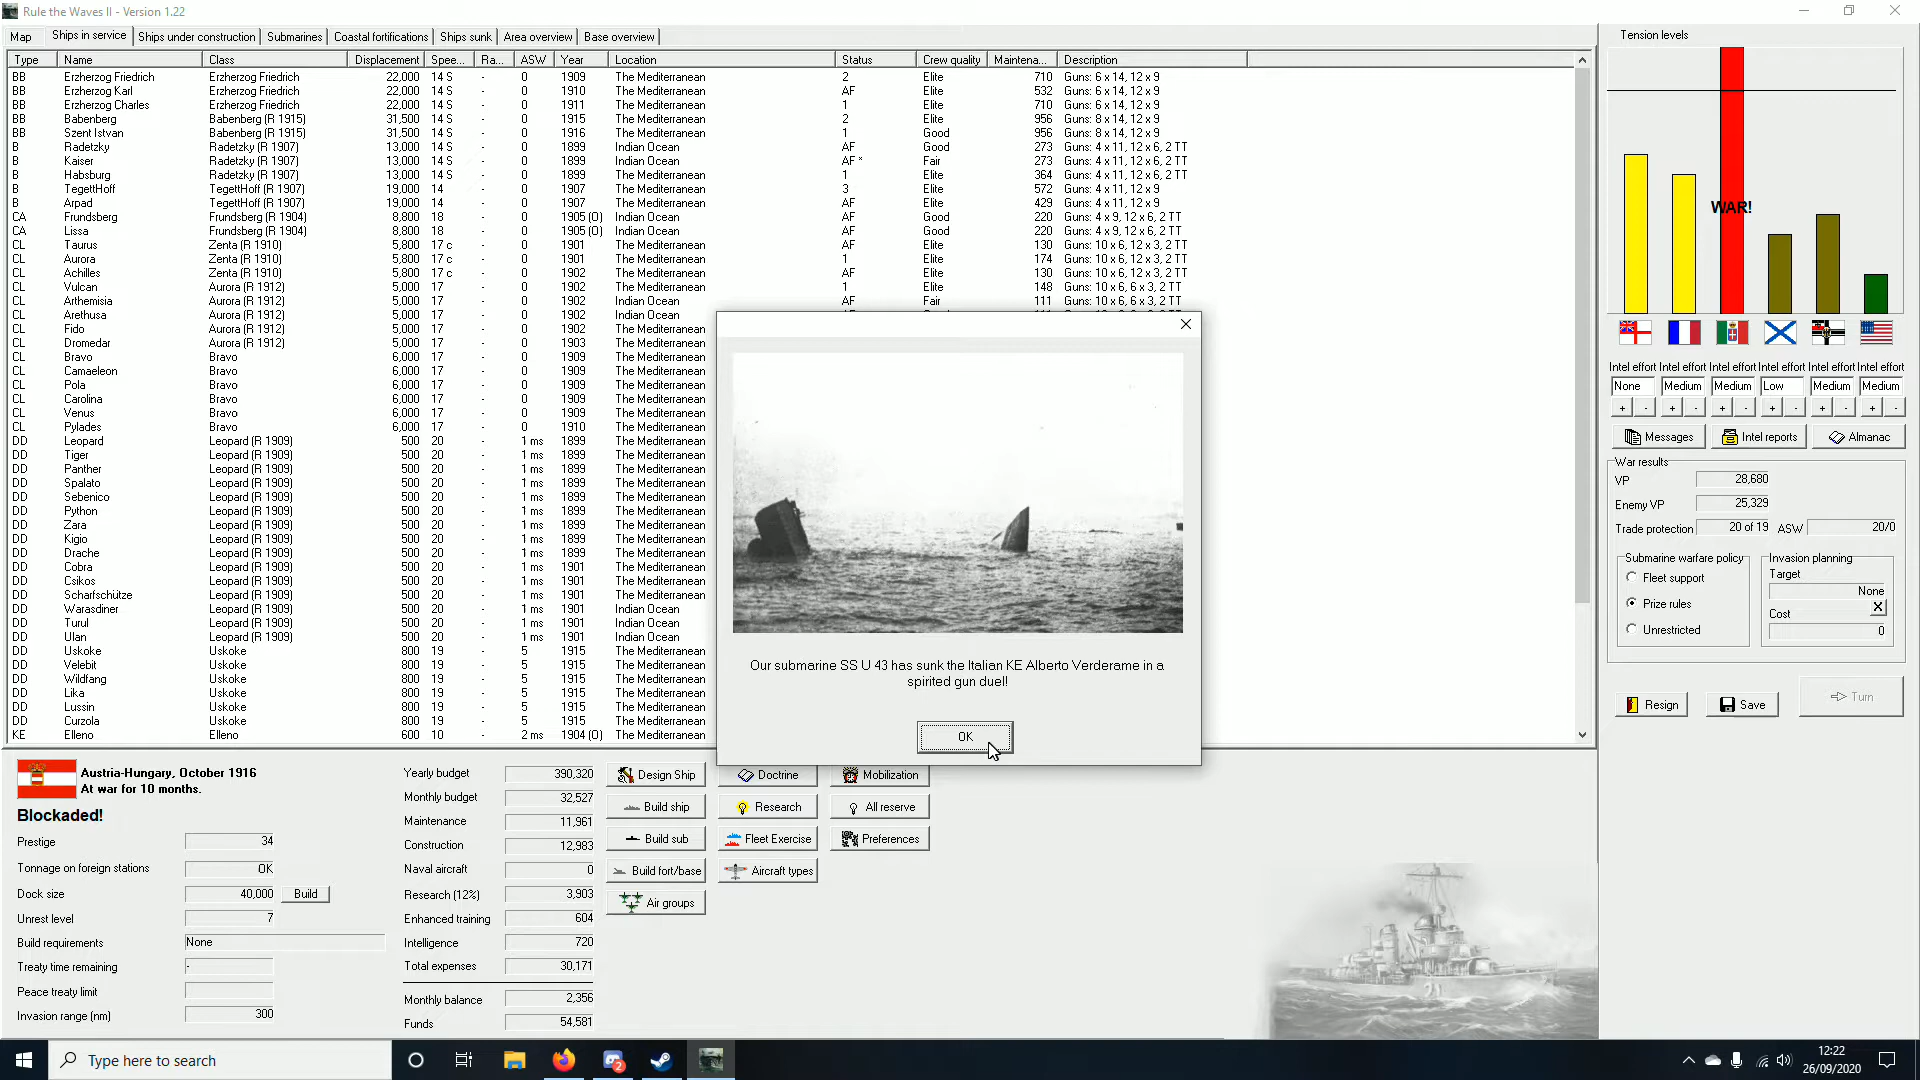 Rule the Waves II - Version 1.22
Map Ships in service Ships under construction Submarines Coastal fortifications Ships sunk Area overview Base overview
Type Name Class Displacement Spee... Ra... ASW Year Location Status Crew quality Maintena... Description
BB Erzherzog Friedrich Erzherzog Friedrich 22,000 14 S - 0 1909 The Mediterranean 2 Elite 710 Guns: 6 x 14, 12 x 9
BB Erzherzog Karl Erzherzog Friedrich 22,000 14 S - 0 1910 The Mediterranean AF Elite 532 Guns: 6 x 14, 12 x 9
BB Erzherzog Charles Erzherzog Friedrich 22,000 14 S - 0 1911 The Mediterranean 1 Elite 710 Guns: 6 x 14, 12 x 9
BB Babenberg Babenberg (R 1915) 31,500 14 S - 0 1915 The Mediterranean 2 Elite 956 Guns: 8 x 14, 12 x 9
BB Szent Istvan Babenberg (R 1915) 31,500 14 S - 0 1916 The Mediterranean 1 Good 956 Guns: 8 x 14, 12 x 9
B Radetzky Radetzky (R 1907) 13,000 14 S - 0 1899 Indian Ocean AF Good 273 Guns: 4 x 11, 12 x 6, 2 TT
B Kaiser Radetzky (R 1907) 13,000 14 S - 0 1899 Indian Ocean AF * Fair 273 Guns: 4 x 11, 12 x 6, 2 TT
B Habsburg Radetzky (R 1907) 13,000 14 S - 0 1899 The Mediterranean 1 Elite 364 Guns: 4 x 11, 12 x 6, 2 TT
B TegettHoff TegettHoff (R 1907) 19,000 14 - 0 1907 The Mediterranean 3 Elite 572 Guns: 4 x 11, 12 x 9
B Arpad TegettHoff (R 1907) 19,000 14 - 0 1907 The Mediterranean AF Elite 429 Guns: 4 x 11, 12 x 9
CA Frundsberg Frundsberg (R 1904) 8,800 18 - 0 1905 (O) Indian Ocean AF Good 220 Guns: 4 x 9, 12 x 6, 2 TT
CA Lissa Frundsberg (R 1904) 8,800 18 - 0 1905 (O) Indian Ocean AF Good 220 Guns: 4 x 9, 12 x 6, 2 TT
CL Taurus Zenta (R 1910) 5,800 17 c - 0 1901 The Mediterranean AF Elite 130 Guns: 10 x 6, 12 x 3, 2 TT
CL Aurora Zenta (R 1910) 5,800 17 c - 0 1901 The Mediterranean 1 Elite 174 Guns: 10 x 6, 12 x 3, 2 TT
CL Achilles Zenta (R 1910) 5,800 17 c - 0 1902 The Mediterranean AF Elite 130 Guns: 10 x 6, 12 x 3, 2 TT
CL Vulcan Aurora (R 1912) 5,000 17 - 0 1902 The Mediterranean 1 Elite 148 Guns: 10 x 6, 6 x 3, 2 TT
CL Arthemisia Aurora (R 1912) 5,000 17 - 0 1902 Indian Ocean AF Fair 111 Guns: 10 x 6, 6 x 3, 2 TT
CL Arethusa Aurora (R 1912) 5,000 17 - 0 1902 Indian Ocean
CL Fido Aurora (R 1912) 5,000 17 - 0 1902 The Mediterranean
CL Dromedar Aurora (R 1912) 5,000 17 - 0 1903 The Mediterranean
CL Bravo Bravo 6,000 17 - 0 1909 The Mediterranean
CL Camaeleon Bravo 6,000 17 - 0 1909 The Mediterranean
CL Pola Bravo 6,000 17 - 0 1909 The Mediterranean
CL Carolina Bravo 6,000 17 - 0 1909 The Mediterranean
CL Venus Bravo 6,000 17 - 0 1909 The Mediterranean
CL Pylades Bravo 6,000 17 - 0 1910 The Mediterranean
DD Leopard Leopard (R 1909) 500 20 - 1 ms 1899 The Mediterranean
DD Tiger Leopard (R 1909) 500 20 - 1 ms 1899 The Mediterranean
DD Panther Leopard (R 1909) 500 20 - 1 ms 1899 The Mediterranean
DD Spalato Leopard (R 1909) 500 20 - 1 ms 1899 The Mediterranean
DD Sebenico Leopard (R 1909) 500 20 - 1 ms 1899 The Mediterranean
DD Python Leopard (R 1909) 500 20 - 1 ms 1899 The Mediterranean
DD Zara Leopard (R 1909) 500 20 - 1 ms 1899 The Mediterranean
DD Kigio Leopard (R 1909) 500 20 - 1 ms 1899 The Mediterranean
DD Drache Leopard (R 1909) 500 20 - 1 ms 1899 The Mediterranean
DD Cobra Leopard (R 1909) 500 20 - 1 ms 1901 The Mediterranean
DD Csikos Leopard (R 1909) 500 20 - 1 ms 1901 The Mediterranean
DD Scharfschütze Leopard (R 1909) 500 20 - 1 ms 1901 The Mediterranean
DD Warasdiner Leopard (R 1909) 500 20 - 1 ms 1901 Indian Ocean
DD Turul Leopard (R 1909) 500 20 - 1 ms 1901 Indian Ocean
DD Ulan Leopard (R 1909) 500 20 - 1 ms 1901 Indian Ocean
DD Uskoke Uskoke 800 19 - 5 1915 The Mediterranean
DD Velebit Uskoke 800 19 - 5 1915 The Mediterranean
DD Wildfang Uskoke 800 19 - 5 1915 The Mediterranean
DD Lika Uskoke 800 19 - 5 1915 The Mediterranean
DD Lussin Uskoke 800 19 - 5 1915 The Mediterranean
DD Curzola Uskoke 800 19 - 5 1915 The Mediterranean
KE Elleno Elleno 600 10 - 2 ms 1904 (O) The Mediterranean
Our submarine SS U 43 has sunk the Italian KE Alberto Verderame in a
spirited gun duel!
OK
Tension levels
WAR!
Intel effort Intel effort Intel effort Intel effort Intel effort Intel effort
None Medium Medium Low Medium Medium
+ - + - + - + - + - + -
Messages Intel reports Almanac
War results
VP 28,680
Enemy VP 25,329
Trade protection 20 of 19 ASW 20/0
Submarine warfare policy Invasion planning
Fleet support Target
None
Prize rules Cost X
Unrestricted 0
Resign Save Turn
Austria-Hungary, October 1916
At war for 10 months.
Blockaded!
Prestige 34
Tonnage on foreign stations OK
Dock size 40,000 Build
Unrest level 7
Build requirements None
Treaty time remaining -
Peace treaty limit
Invasion range (nm) 300
Yearly budget 390,320
Monthly budget 32,527
Maintenance 11,961
Construction 12,983
Naval aircraft 0
Research (12%) 3,903
Enhanced training 604
Intelligence 720
Total expenses 30,171
Monthly balance 2,356
Funds 54,581
Design Ship Doctrine Mobilization
Build ship Research All reserve
Build sub Fleet Exercise Preferences
Build fort/base Aircraft types
Air groups
Type here to search
2
12:22
26/09/2020